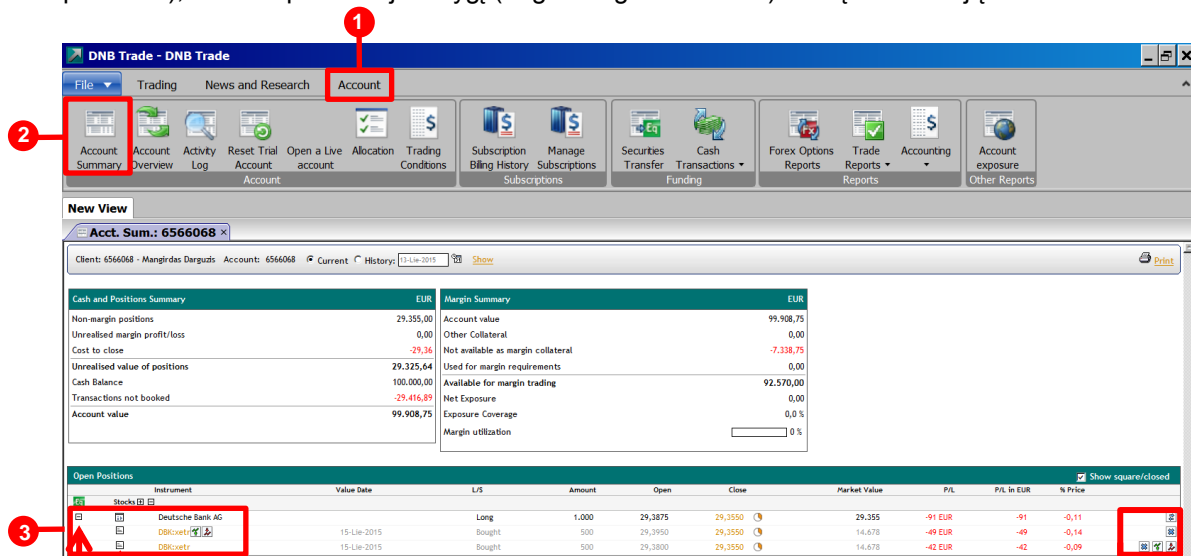 1
DNB Trade - DNB Trade
File Trading News and Research Account
2
Account Summary
Account Overview
Activity Log
Reset Trial Account
Open a Live account
Allocation
Trading Conditions
Account
Subscription Biling History
Manage Subscriptions
Subscriptions
Securities Transfer
Cash Transactions
Funding
Forex Options Reports
Trade Reports
Accounting
Reports
Account exposure
Other Reports
New View
Acct. Sum.: 6566068 ×
Client: 6566068 - Mangirdas Darguzis Account: 6566068 Current History: 13-Lie-2015 Show Print
Cash and Positions Summary EUR
Non-margin positions 29.355,00
Unrealised margin profit/loss 0,00
Cost to close -29,36
Unrealised value of positions 29.325,64
Cash Balance 100.000,00
Transactions not booked -29.416,89
Account value 99.908,75
Margin Summary EUR
Account value 99.908,75
Other Collateral 0,00
Not available as margin collateral -7.338,75
Used for margin requirements 0,00
Available for margin trading 92.570,00
Net Exposure 0,00
Exposure Coverage 0,0 %
Margin utilization 0 %
Open Positions Show square/closed
Instrument Value Date L/S Amount Open Close Market Value P/L P/L in EUR % Price
Eq Stocks
3
Deutsche Bank AG Long 1.000 29,3875 29,3550 29.355 -91 EUR -91 -0,11
DBK:xetr 15-Lie-2015 Bought 500 29,3950 29,3550 14.678 -49 EUR -49 -0,14
DBK:xetr 15-Lie-2015 Bought 500 29,3800 29,3550 14.678 -42 EUR -42 -0,09